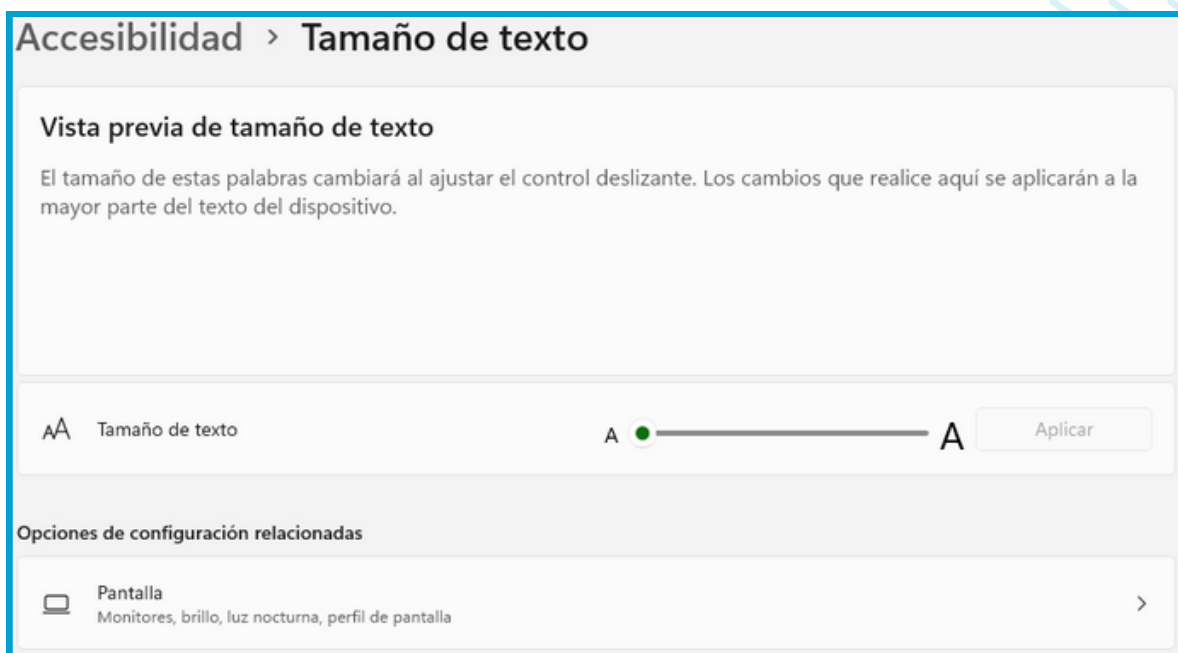 Accesibilidad > Tamaño de texto
Vista previa de tamaño de texto
El tamaño de estas palabras cambiará al ajustar el control deslizante. Los cambios que realice aquí se aplicarán a la
mayor parte del texto del dispositivo.
AA Tamaño de texto A A Aplicar
Opciones de configuración relacionadas
Pantalla
Monitores, brillo, luz nocturna, perfil de pantalla